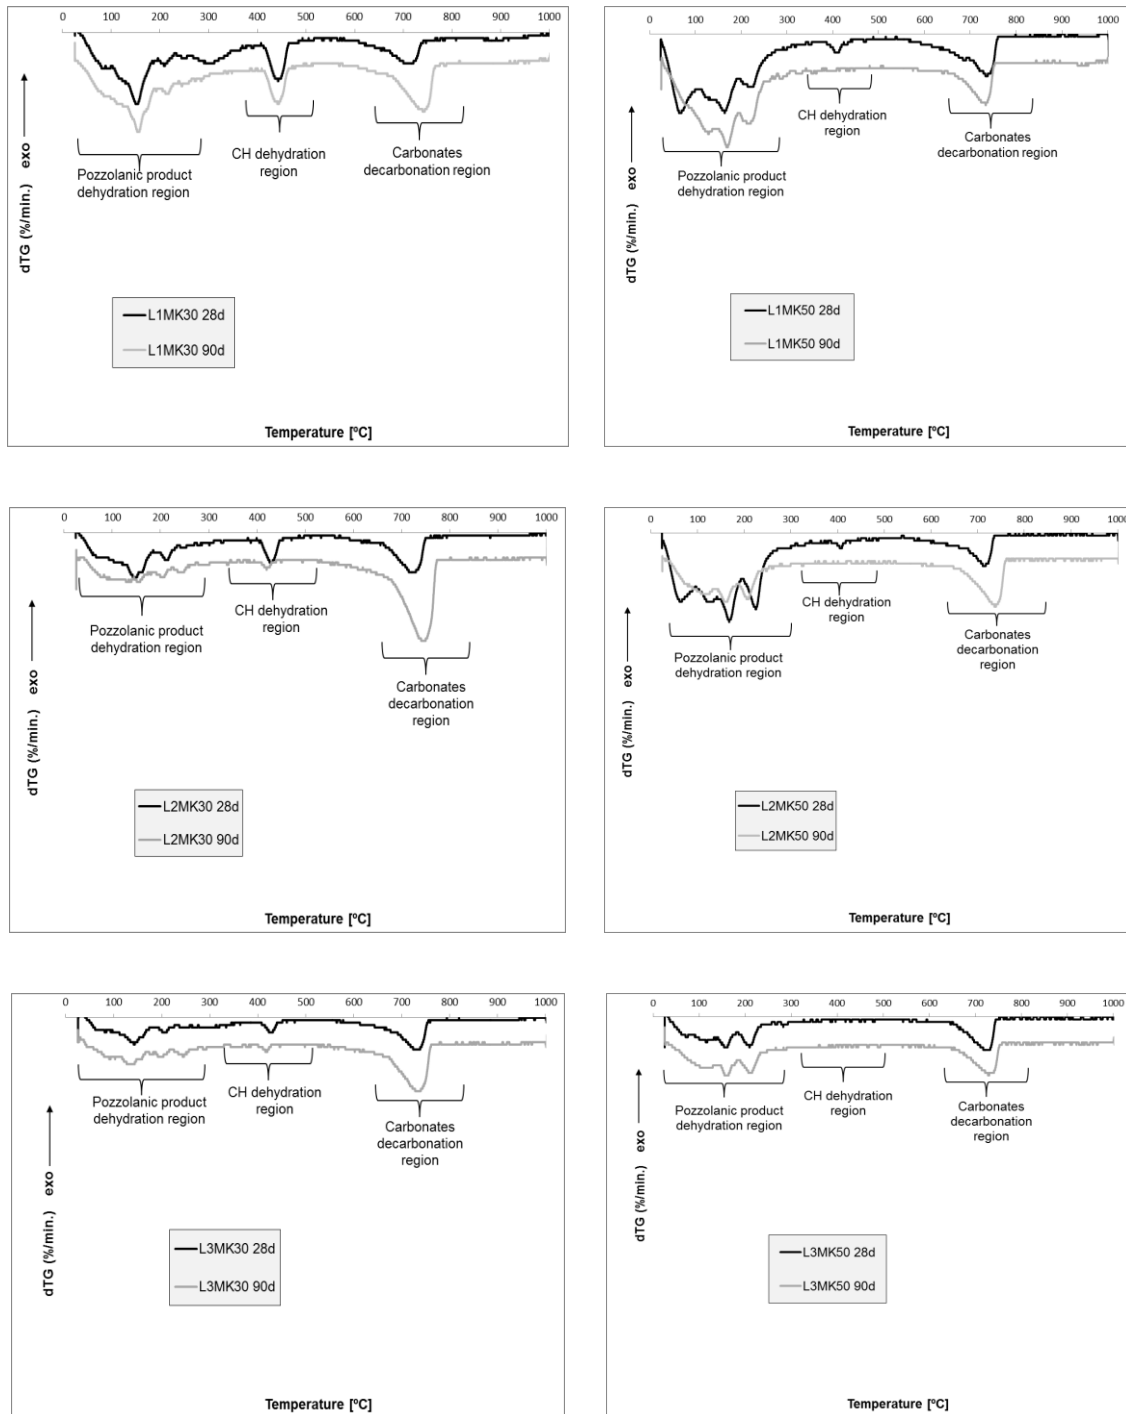 0 100 200 300 400 500 600 700 800 900 1000
dTG (%/min.) exo
Pozzolanic product
dehydration region
CH dehydration
region
Carbonates
decarbonation region
L1MK30 28d
L1MK30 90d
Temperature [ºC]
0 100 200 300 400 500 600 700 800 900 1000
dTG (%/min.) exo
Pozzolanic product
dehydration region
CH dehydration
region
Carbonates
decarbonation region
L1MK50 28d
L1MK50 90d
Temperature [ºC]
0 100 200 300 400 500 600 700 800 900 1000
dTG (%/min.) exo
Pozzolanic product
dehydration region
CH dehydration
region
Carbonates
decarbonation
region
L2MK30 28d
L2MK30 90d
Temperature [ºC]
0 100 200 300 400 500 600 700 800 900 1000
dTG (%/min.) exo
Pozzolanic product
dehydration region
CH dehydration
region
Carbonates
decarbonation
region
L2MK50 28d
L2MK50 90d
Temperature [ºC]
0 100 200 300 400 500 600 700 800 900 1000
dTG (%/min.) exo
Pozzolanic product
dehydration region
CH dehydration
region
Carbonates
decarbonation
region
L3MK30 28d
L3MK30 90d
Temperature [ºC]
0 100 200 300 400 500 600 700 800 900 1000
dTG (%/min.) exo
Pozzolanic product
dehydration region
CH dehydration
region
Carbonates
decarbonation
region
L3MK50 28d
L3MK50 90d
Temperature [ºC]